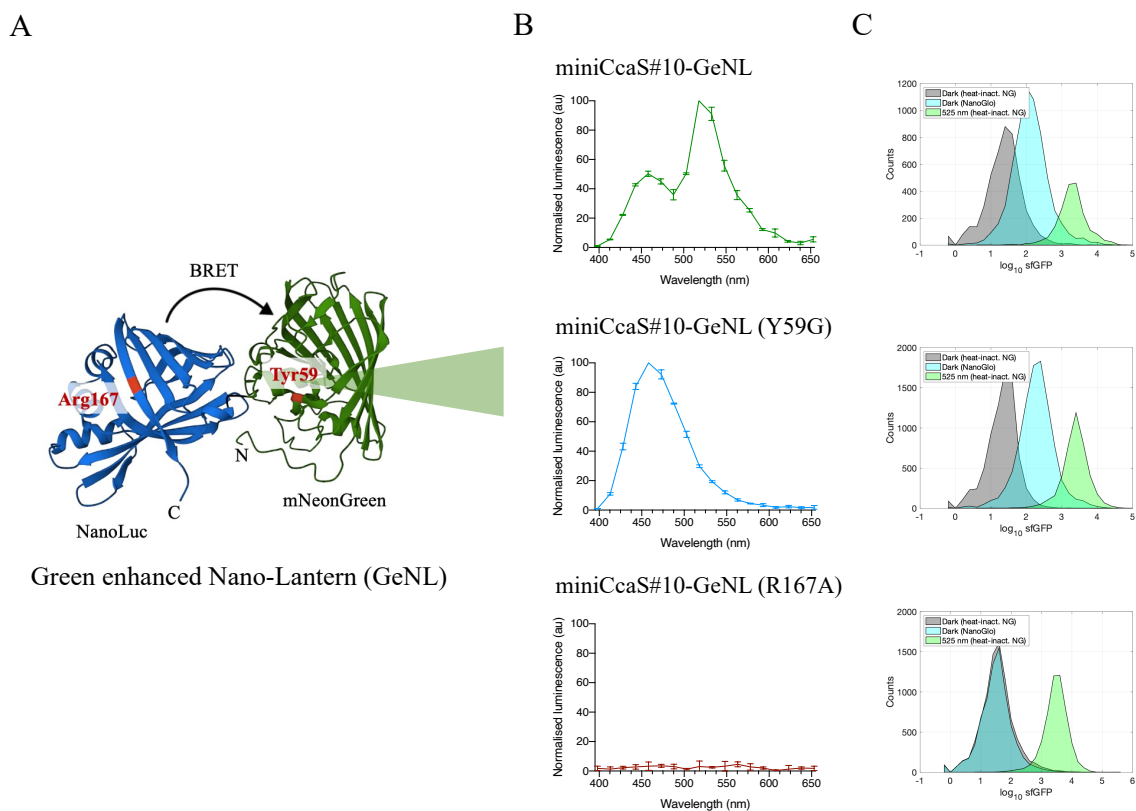 A
BRET
Arg167
Tyr59
N
C
mNeonGreen
NanoLuc
Green enhanced Nano-Lantern (GeNL)
B
miniCcaS#10-GeNL
Normalised luminescence (au)
100
80
60
40
20
0
400 450 500 550 600 650
Wavelength (nm)
miniCcaS#10-GeNL (Y59G)
Normalised luminescence (au)
100
80
60
40
20
0
400 450 500 550 600 650
Wavelength (nm)
miniCcaS#10-GeNL (R167A)
Normalised luminescence (au)
100
80
60
40
20
0
400 450 500 550 600 650
Wavelength (nm)
C
Dark (heat-inact. NG)
Dark (NanoGlo)
525 nm (heat-inact. NG)
Counts
1200
1000
800
600
400
200
0
-1 0 1 2 3 4 5
log10 sfGFP
Dark (heat-inact. NG)
Dark (NanoGlo)
525 nm (heat-inact. NG)
Counts
2000
1500
1000
500
0
-1 0 1 2 3 4 5
log10 sfGFP
Dark (heat-inact. NG)
Dark (NanoGlo)
525 nm (heat-inact. NG)
Counts
2000
1500
1000
500
0
-1 0 1 2 3 4 5 6
log10 sfGFP